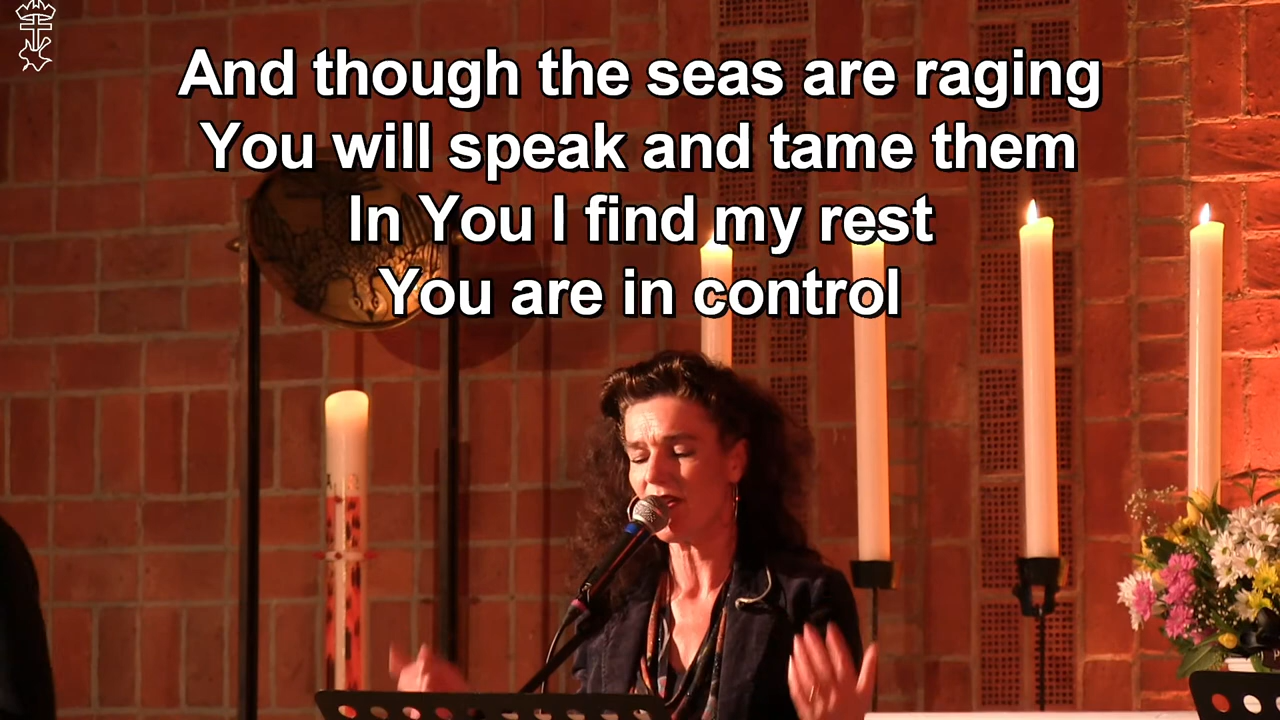 And though the seas are raging
You will speak and tame them
In You I find my rest
You are in control